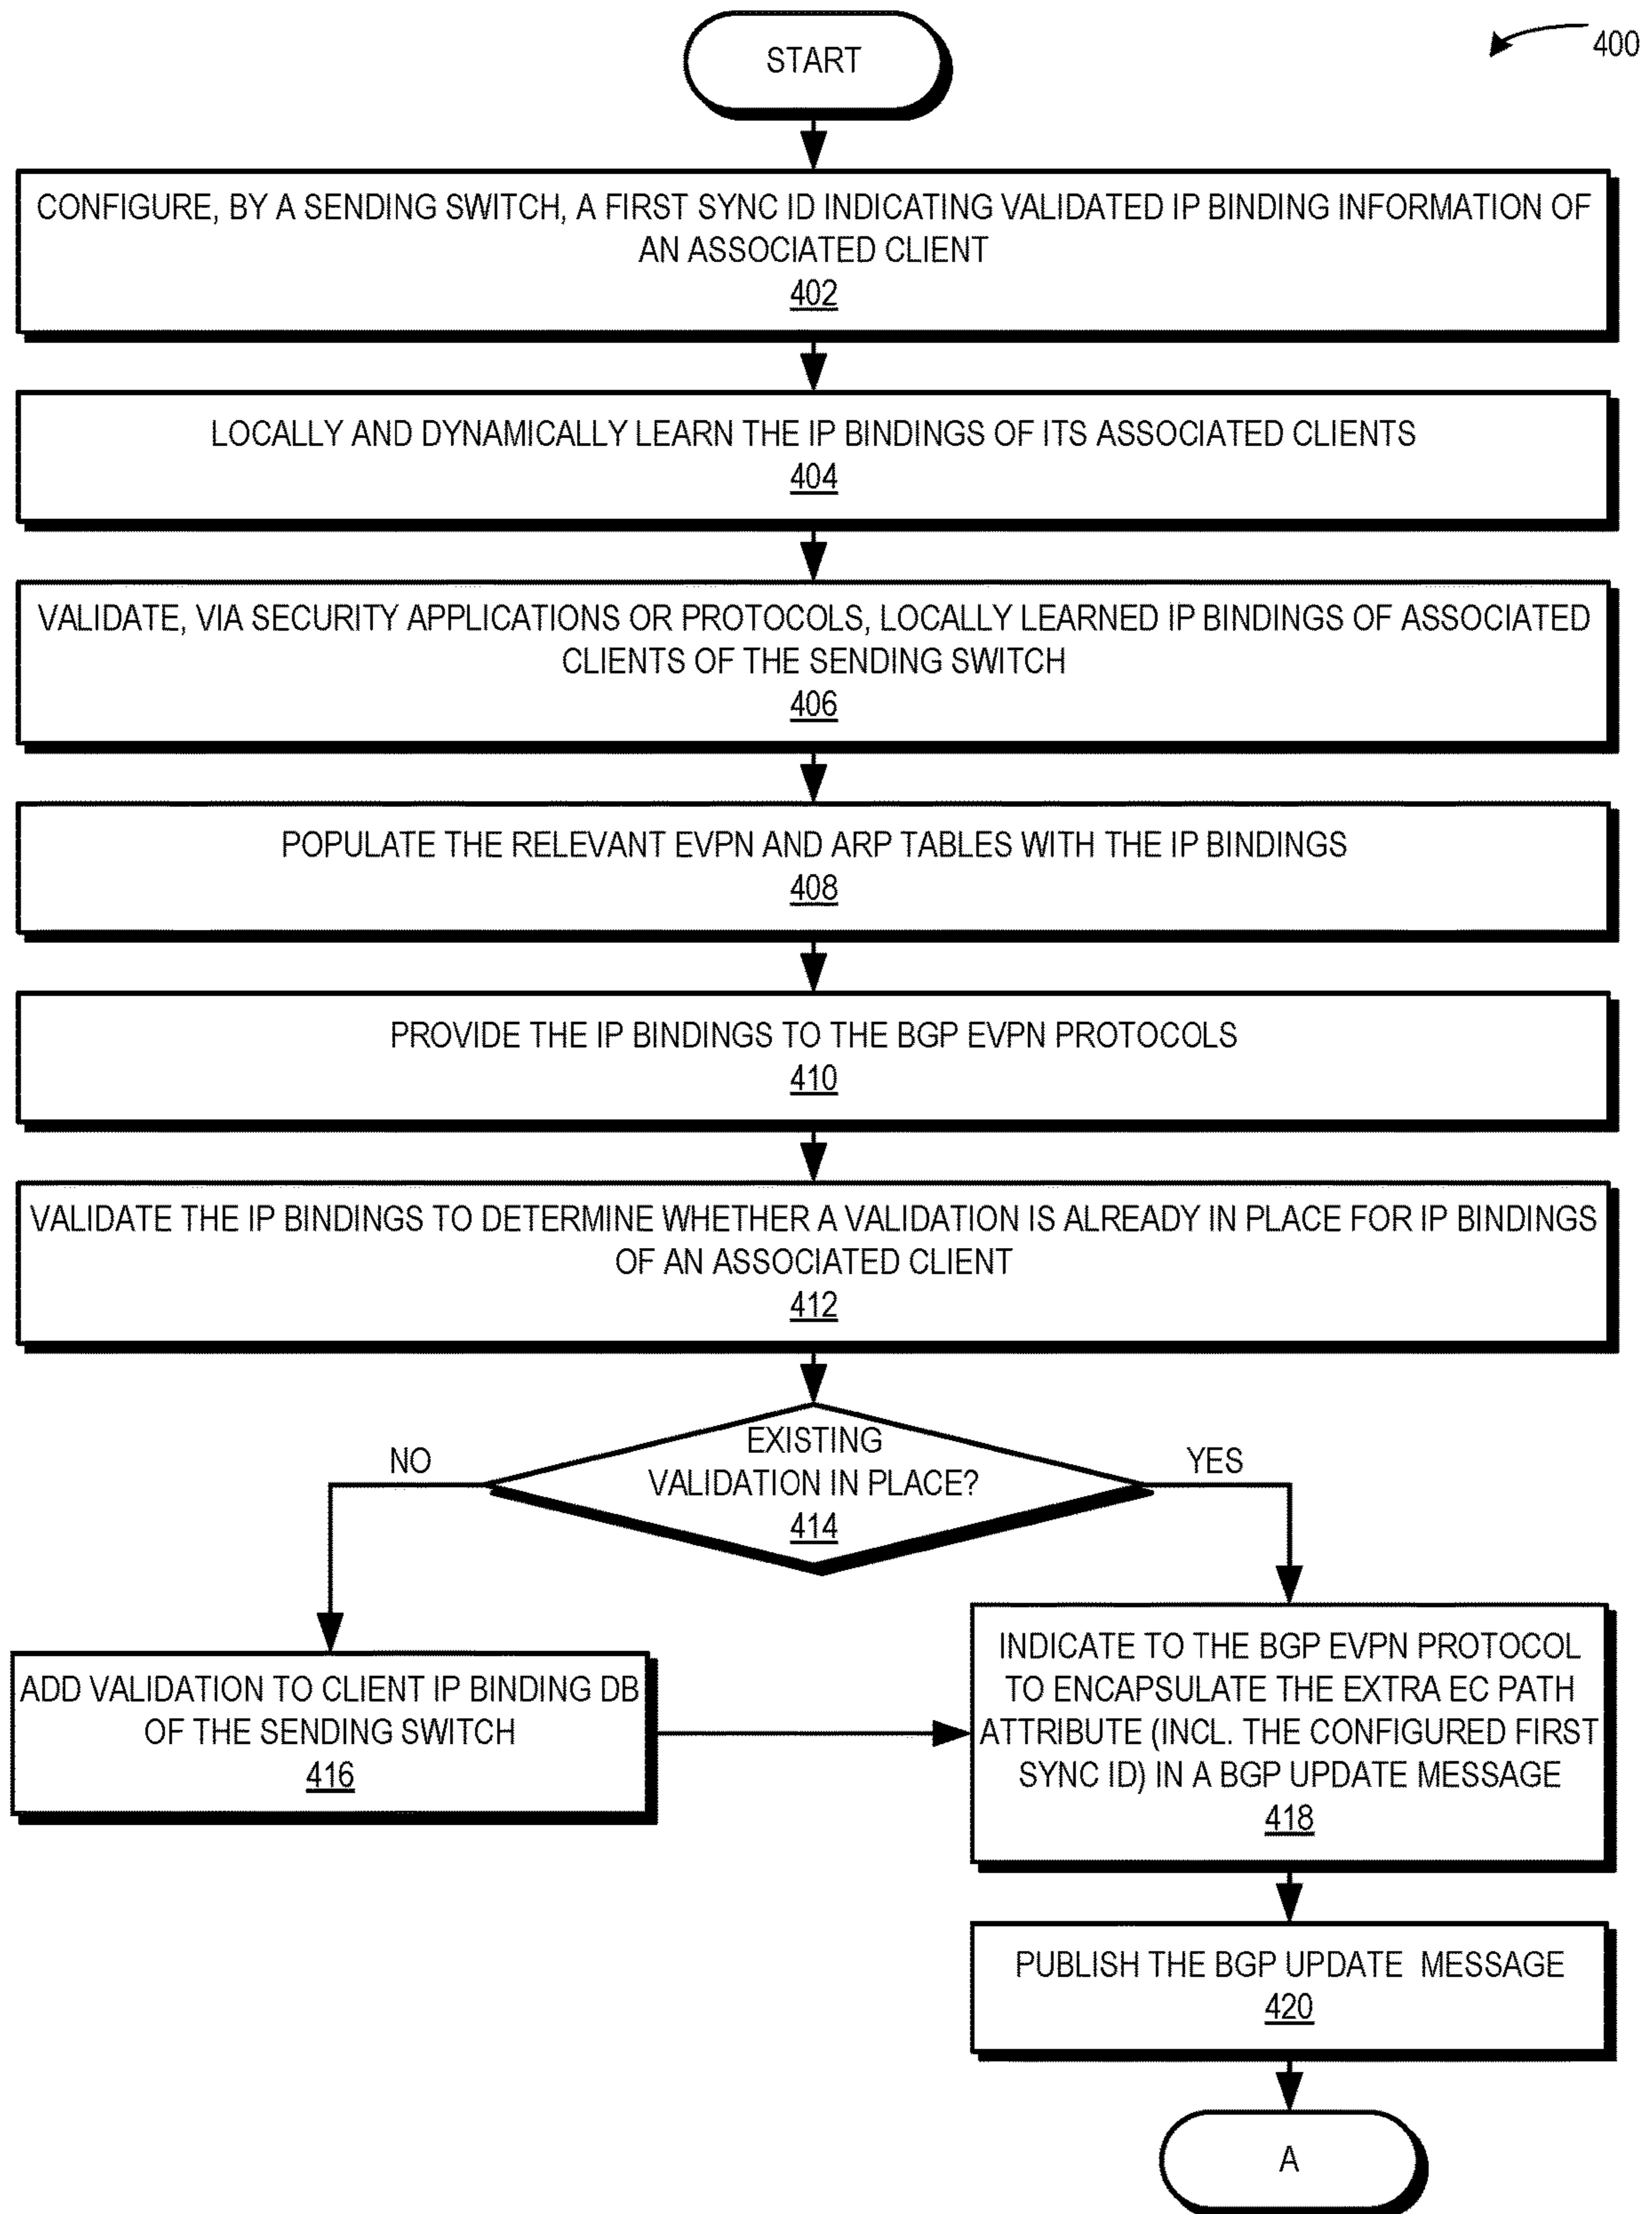 START
400
CONFIGURE, BY A SENDING SWITCH, A FIRST SYNC ID INDICATING VALIDATED IP BINDING INFORMATION OF
AN ASSOCIATED CLIENT
402
LOCALLY AND DYNAMICALLY LEARN THE IP BINDINGS OF ITS ASSOCIATED CLIENTS
404
VALIDATE, VIA SECURITY APPLICATIONS OR PROTOCOLS, LOCALLY LEARNED IP BINDINGS OF ASSOCIATED
CLIENTS OF THE SENDING SWITCH
406
POPULATE THE RELEVANT EVPN AND ARP TABLES WITH THE IP BINDINGS
408
PROVIDE THE IP BINDINGS TO THE BGP EVPN PROTOCOLS
410
VALIDATE THE IP BINDINGS TO DETERMINE WHETHER A VALIDATION IS ALREADY IN PLACE FOR IP BINDINGS
OF AN ASSOCIATED CLIENT
412
EXISTING
VALIDATION IN PLACE?
414
NO
YES
ADD VALIDATION TO CLIENT IP BINDING DB
OF THE SENDING SWITCH
416
INDICATE TO THE BGP EVPN PROTOCOL
TO ENCAPSULATE THE EXTRA EC PATH
ATTRIBUTE (INCL. THE CONFIGURED FIRST
SYNC ID) IN A BGP UPDATE MESSAGE
418
PUBLISH THE BGP UPDATE MESSAGE
420
A